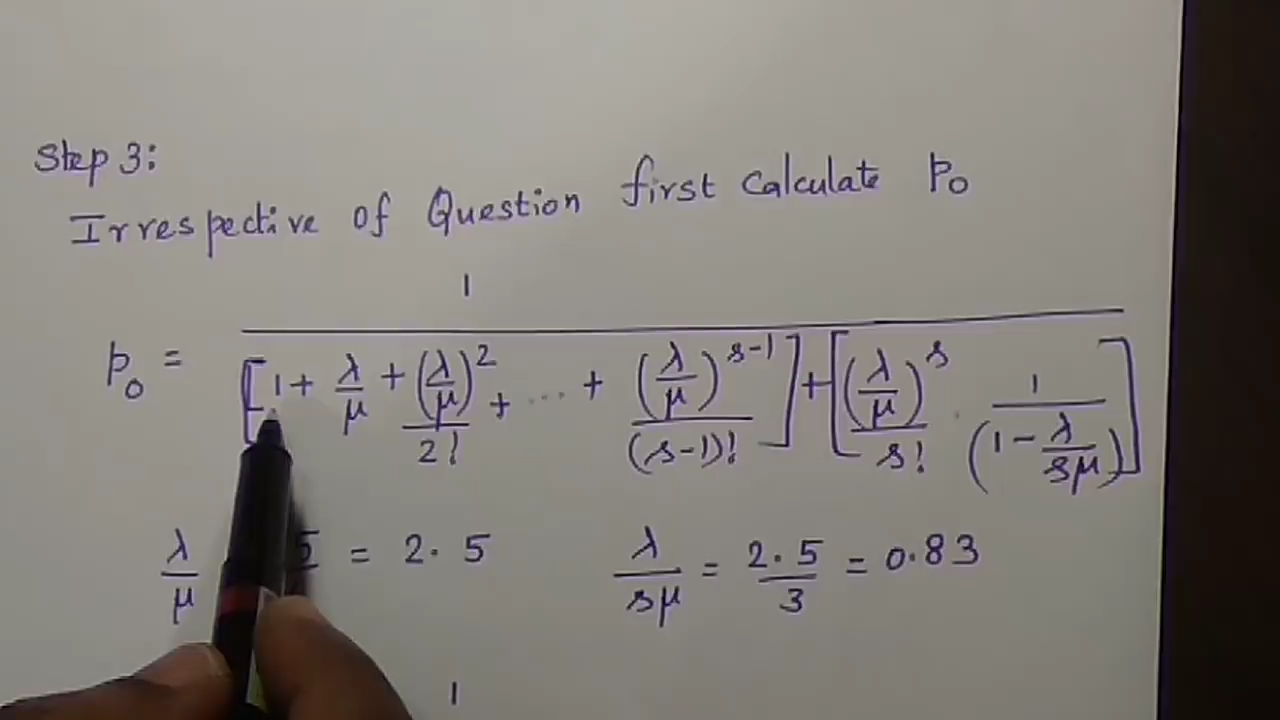 Step 3:
Irrespective of Question first calculate p₀
p₀ = 1 / [1 + λ/μ + (λ/μ)²/2! + ... + (λ/μ)^(s-1)/(s-1)!] + [(λ/μ)^s/s! · 1/(1 - λ/sμ)]
λ/μ 5 = 2.5 λ/sμ = 2.5/3 = 0.83
1